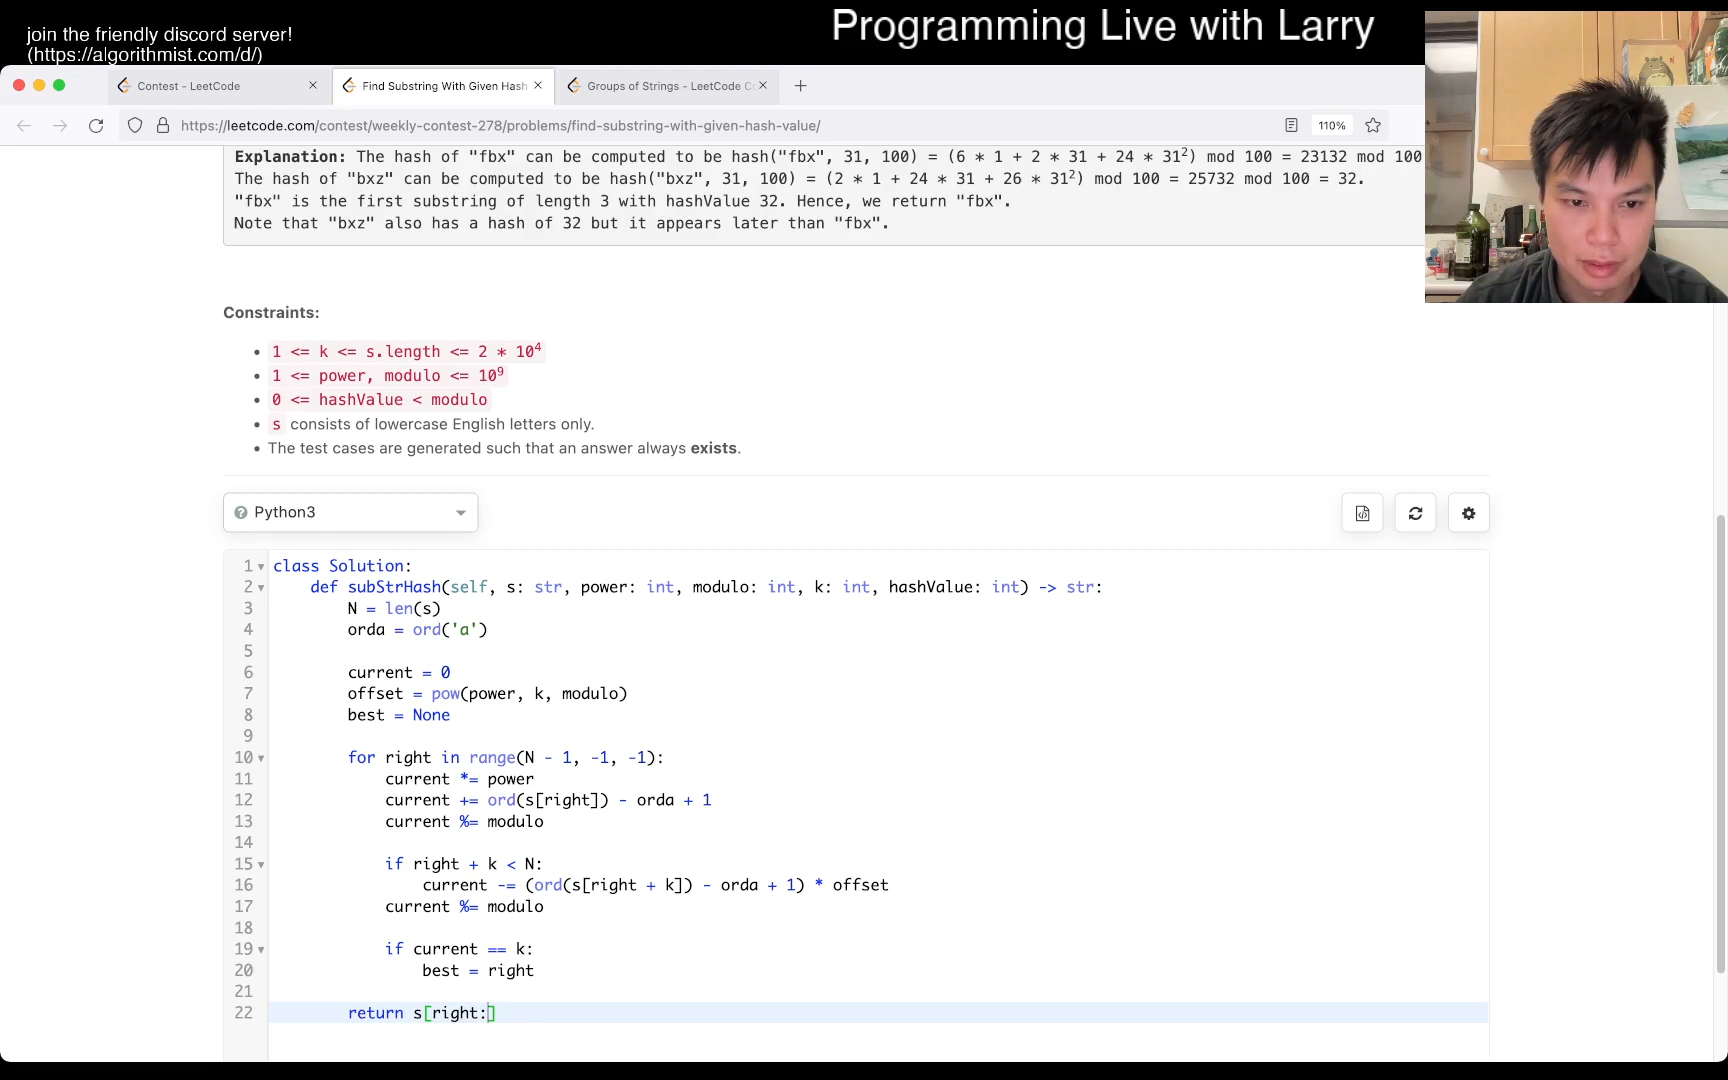 join the friendly discord server!
(https://algorithmist.com/d/)
Programming Live with Larry
Contest - LeetCode
Find Substring With Given Hash
Groups of Strings - LeetCode Co
https://leetcode.com/contest/weekly-contest-278/problems/find-substring-with-given-hash-value/
110%
Explanation: The hash of "fbx" can be computed to be hash("fbx", 31, 100) = (6 * 1 + 2 * 31 + 24 * 31²) mod 100 = 23132 mod 100
The hash of "bxz" can be computed to be hash("bxz", 31, 100) = (2 * 1 + 24 * 31 + 26 * 31²) mod 100 = 25732 mod 100 = 32.
"fbx" is the first substring of length 3 with hashValue 32. Hence, we return "fbx".
Note that "bxz" also has a hash of 32 but it appears later than "fbx".
Constraints:
• 1 <= k <= s.length <= 2 * 10⁴
• 1 <= power, modulo <= 10⁹
• 0 <= hashValue < modulo
• s consists of lowercase English letters only.
• The test cases are generated such that an answer always exists.
Python3
1 class Solution:
2     def subStrHash(self, s: str, power: int, modulo: int, k: int, hashValue: int) -> str:
3         N = len(s)
4         orda = ord('a')
5
6         current = 0
7         offset = pow(power, k, modulo)
8         best = None
9
10         for right in range(N - 1, -1, -1):
11             current *= power
12             current += ord(s[right]) - orda + 1
13             current %= modulo
14
15             if right + k < N:
16                 current -= (ord(s[right + k]) - orda + 1) * offset
17             current %= modulo
18
19             if current == k:
20                 best = right
21
22         return s[right:]